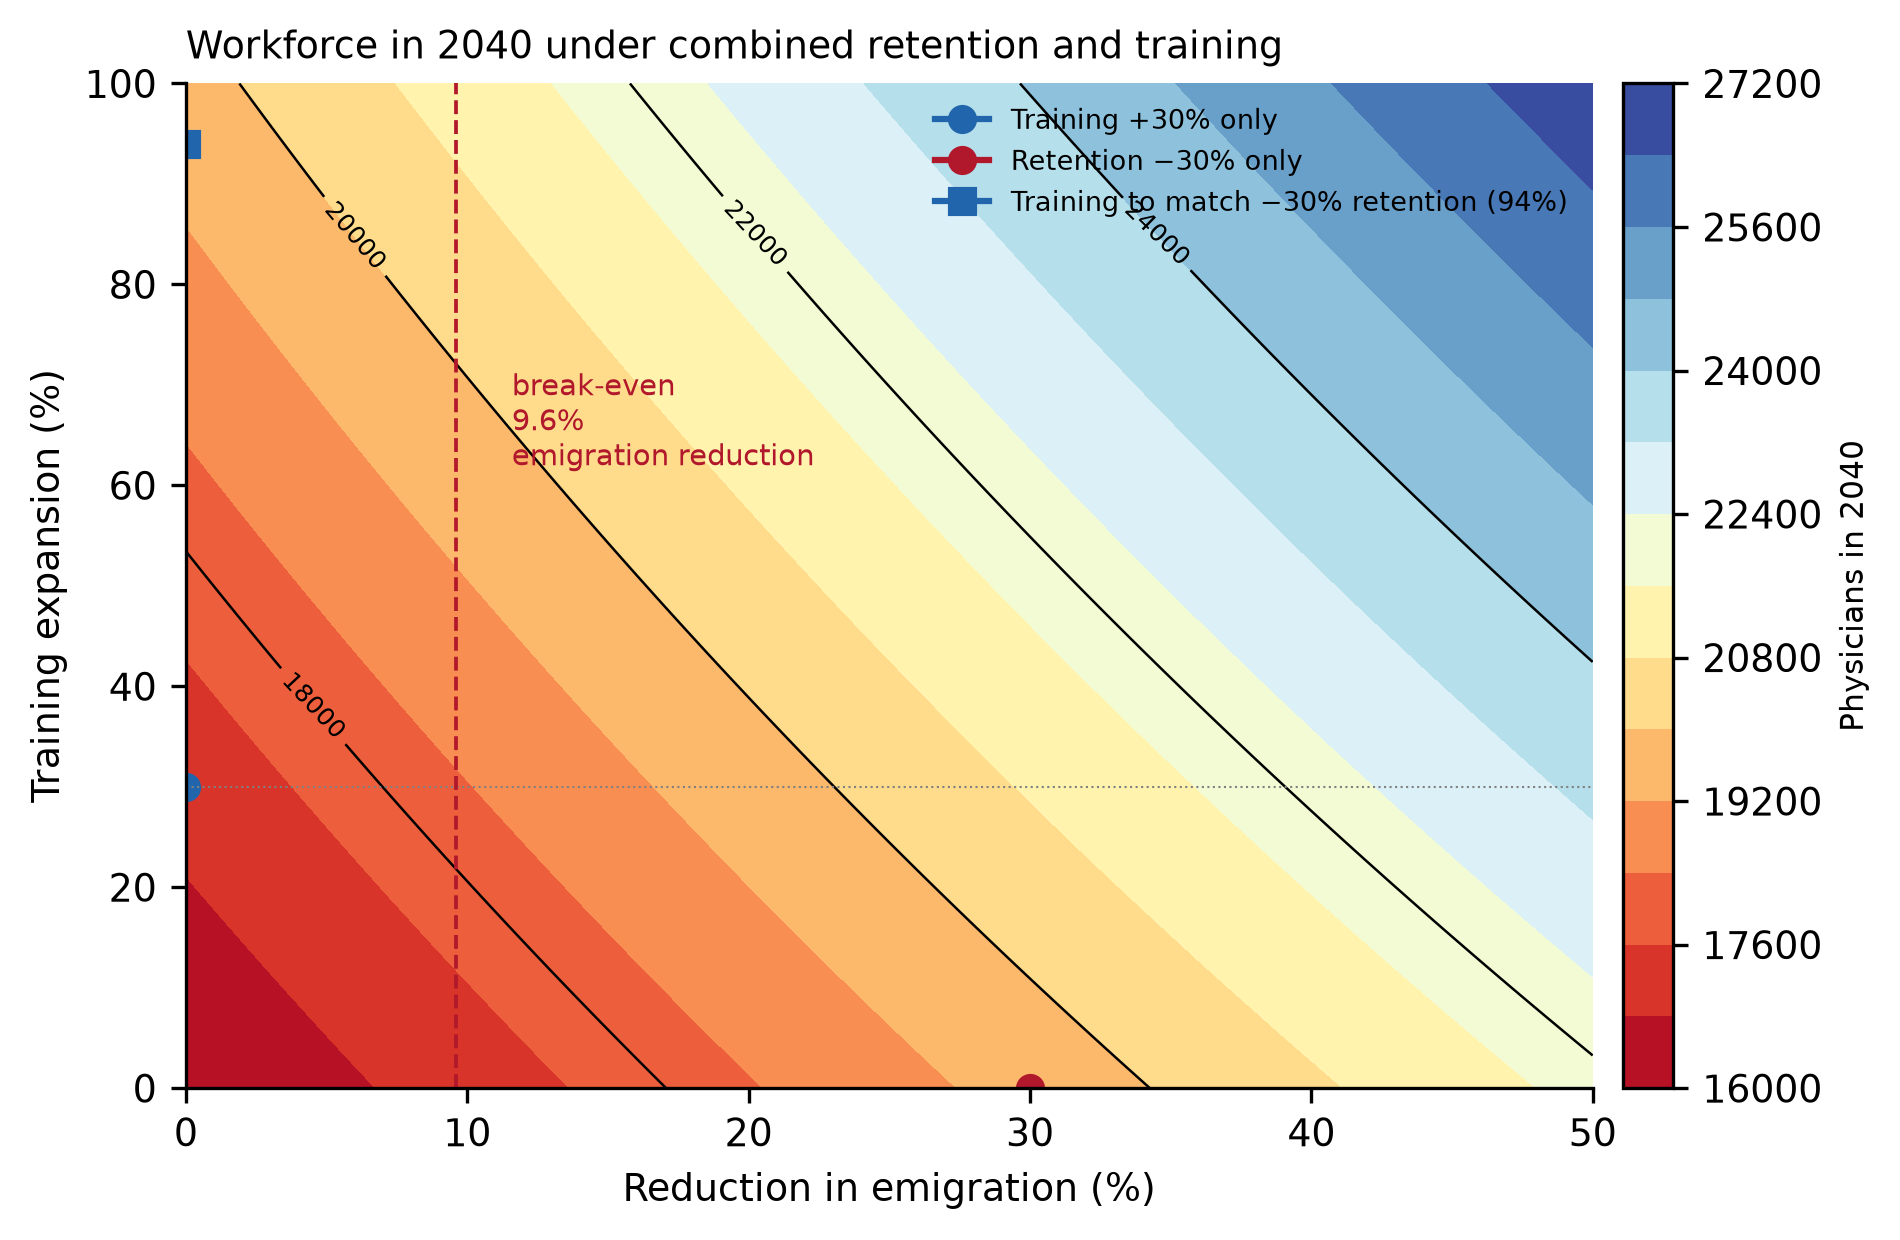 Workforce in 2040 under combined retention and training
100
80
60
40
20
0
Training expansion (%)
0
10
20
30
40
50
Reduction in emigration (%)
18000
20000
22000
24000
break-even
9.6%
emigration reduction
Training +30% only
Retention −30% only
Training to match −30% retention (94%)
27200
25600
24000
22400
20800
19200
17600
16000
Physicians in 2040